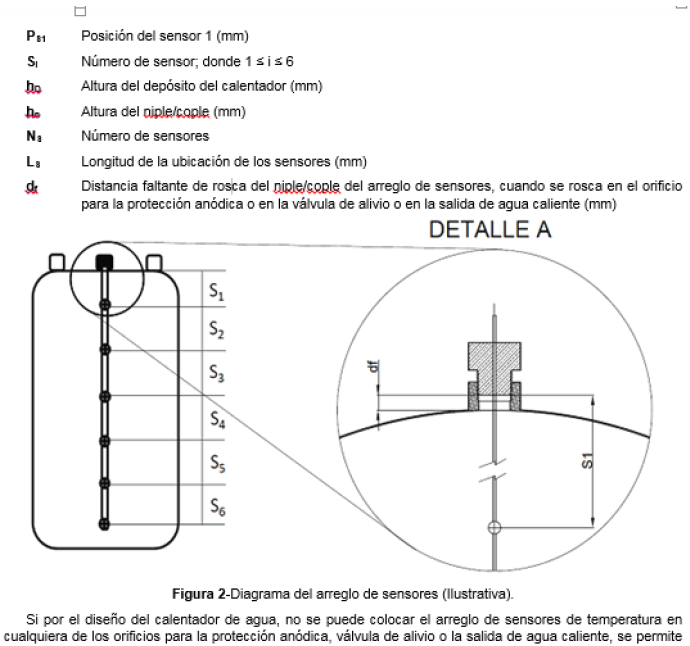 Ps1 Posición del sensor 1 (mm)
Si Número de sensor; donde 1 ≤ i ≤ 6
hD Altura del depósito del calentador (mm)
hc Altura del niple/cople (mm)
Ns Número de sensores
Ls Longitud de la ubicación de los sensores (mm)
df Distancia faltante de rosca del niple/cople del arreglo de sensores, cuando se rosca en el orificio
para la protección anódica o en la válvula de alivio o en la salida de agua caliente (mm)
DETALLE A
S1
S2
S3
S4
S5
S6
df
S1
Figura 2-Diagrama del arreglo de sensores (Ilustrativa).
Si por el diseño del calentador de agua, no se puede colocar el arreglo de sensores de temperatura en
cualquiera de los orificios para la protección anódica, válvula de alivio o la salida de agua caliente, se permite